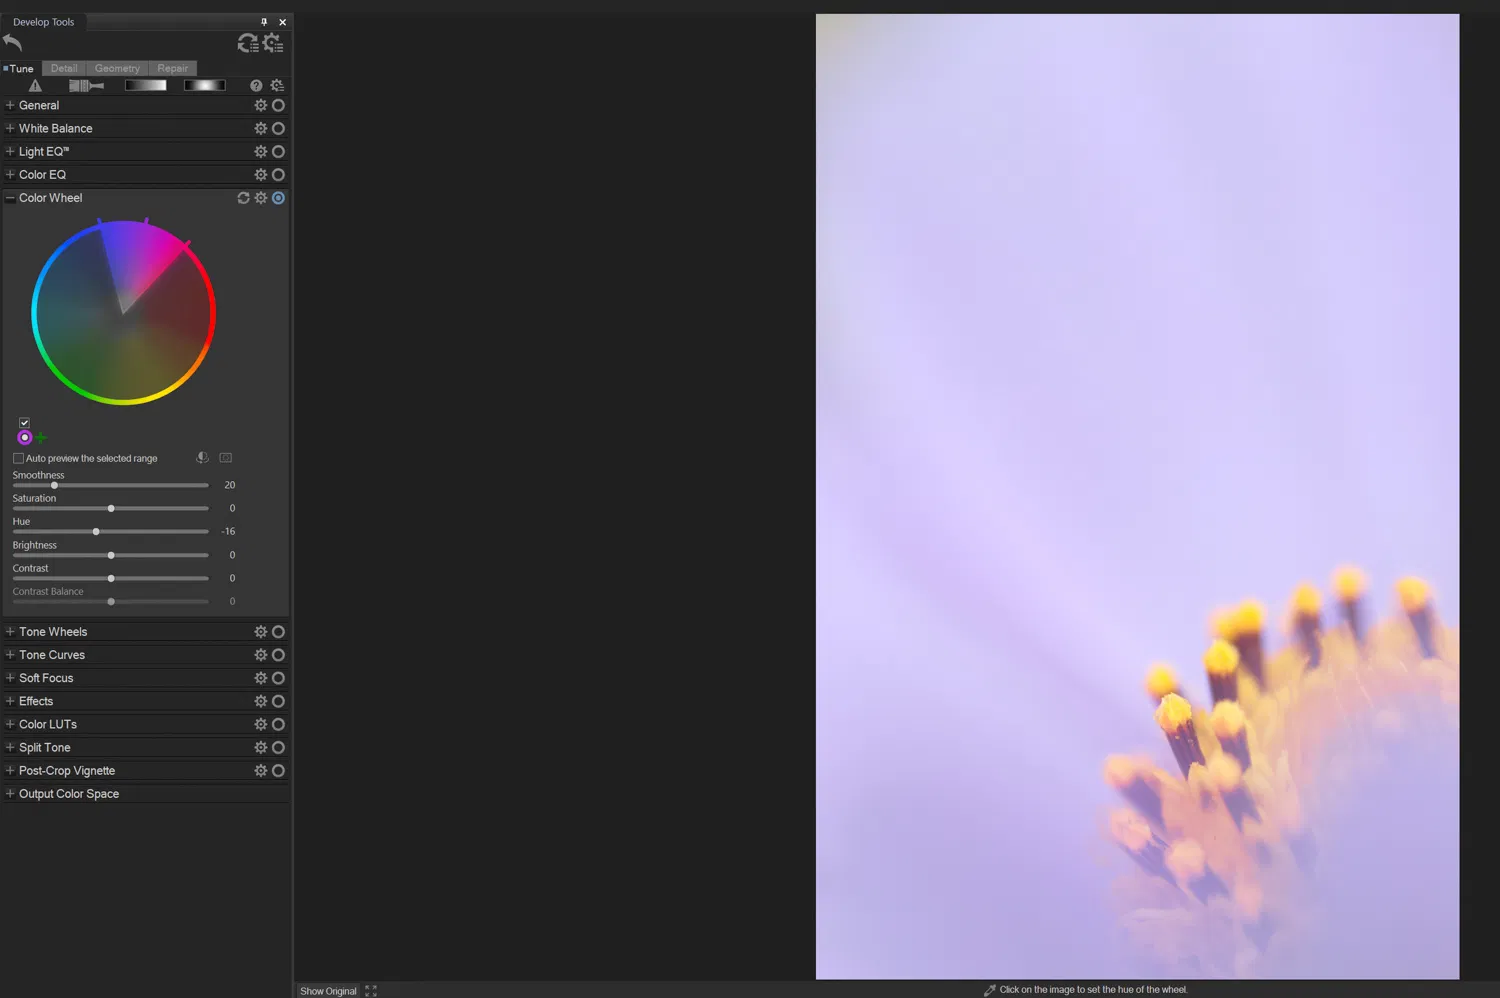 Develop Tools
Tune Detail Geometry Repair
General
White Balance
Light EQ™
Color EQ
Color Wheel
Auto preview the selected range
Smoothness
20
Saturation
0
Hue
-16
Brightness
0
Contrast
0
Contrast Balance
0
Tone Wheels
Tone Curves
Soft Focus
Effects
Color LUTs
Split Tone
Post-Crop Vignette
Output Color Space
Show Original
Click on the image to set the hue of the wheel.